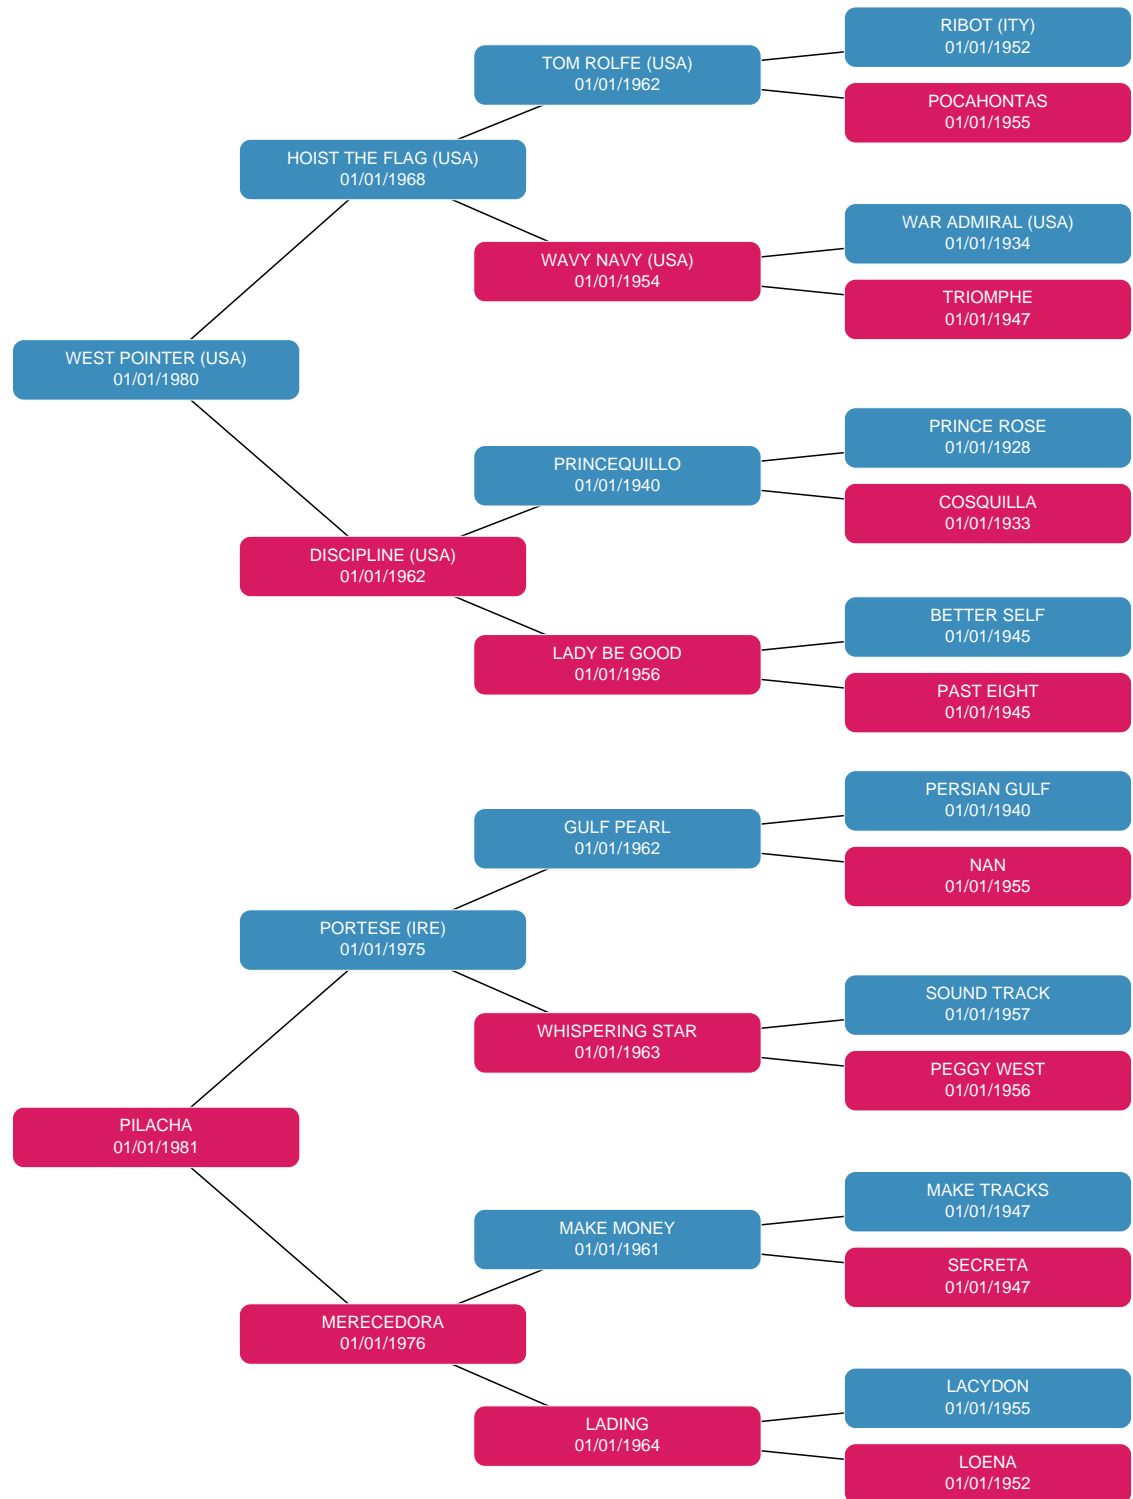 RIBOT (ITY)
01/01/1952
TOM ROLFE (USA)
01/01/1962
POCAHONTAS
01/01/1955
HOIST THE FLAG (USA)
01/01/1968
WAR ADMIRAL (USA)
01/01/1934
WAVY NAVY (USA)
01/01/1954
TRIOMPHE
01/01/1947
WEST POINTER (USA)
01/01/1980
PRINCE ROSE
01/01/1928
PRINCEQUILLO
01/01/1940
COSQUILLA
01/01/1933
DISCIPLINE (USA)
01/01/1962
BETTER SELF
01/01/1945
LADY BE GOOD
01/01/1956
PAST EIGHT
01/01/1945
PERSIAN GULF
01/01/1940
GULF PEARL
01/01/1962
NAN
01/01/1955
PORTESE (IRE)
01/01/1975
SOUND TRACK
01/01/1957
WHISPERING STAR
01/01/1963
PEGGY WEST
01/01/1956
PILACHA
01/01/1981
MAKE TRACKS
01/01/1947
MAKE MONEY
01/01/1961
SECRETA
01/01/1947
MERECEDORA
01/01/1976
LACYDON
01/01/1955
LADING
01/01/1964
LOENA
01/01/1952